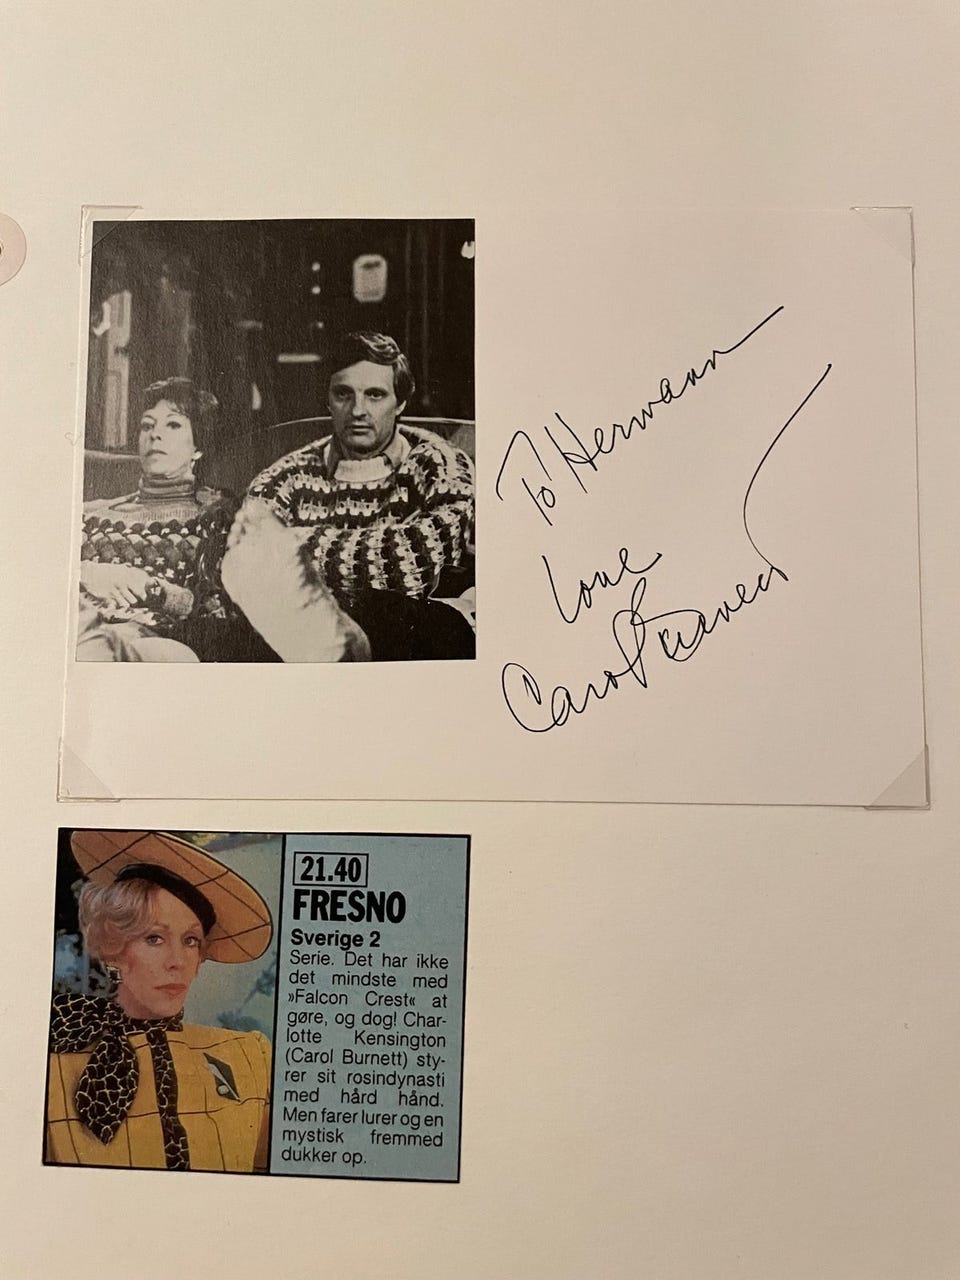 To Hermann
Love
Carol Burnett
21.40
FRESNO
Sverige 2
Serie. Det har ikke
det mindste med
»Falcon Crest« at
gøre, og dog! Char-
lotte Kensington
(Carol Burnett) sty-
rer sit rosindynasti
med hård hånd.
Men farer lurer og en
mystisk fremmed
dukker op.